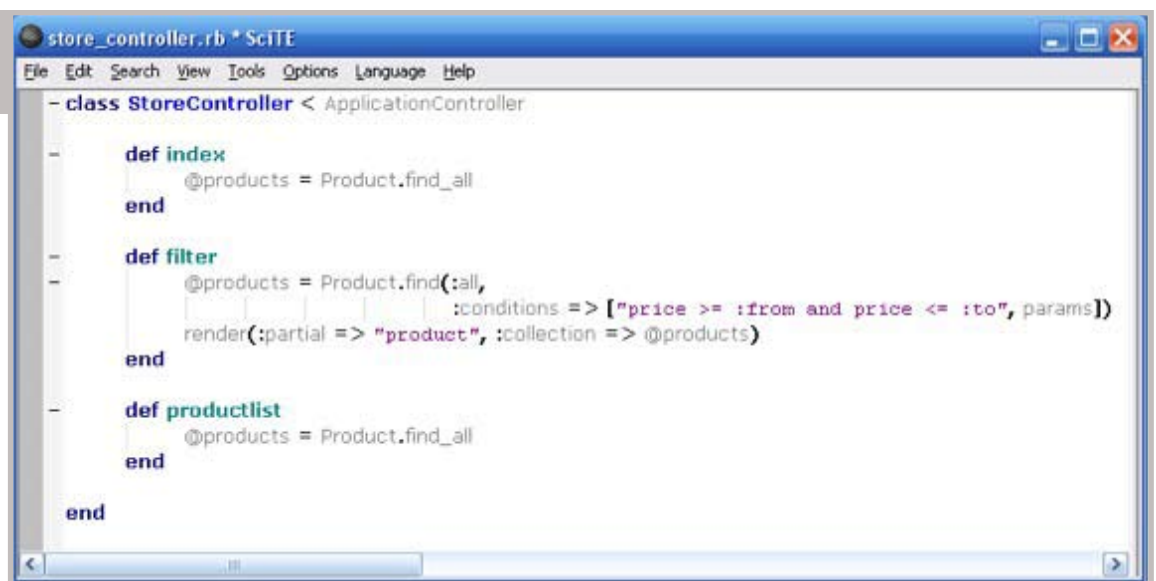 store_controller.rb * SciTE
File Edit Search View Tools Options Language Help
class StoreController < ApplicationController
def index
@products = Product.find_all
end
def filter
@products = Product.find(:all,
:conditions => ["price >= :from and price <= :to", params])
render(:partial => "product", :collection => @products)
end
def productlist
@products = Product.find_all
end
end